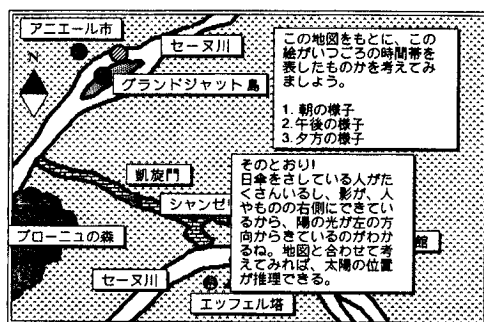 アニエール市
セーヌ川
N
グランドジャット島
この地図をもとに、この
絵がいつごろの時間帯を
表したものかを考えてみ
ましょう。
1. 朝の様子
2. 午後の様子
3. 夕方の様子
凱旋門
シャンゼリ
ブローニュの森
セーヌ川
エッフェル塔
館
そのとおり!
日傘をさしている人がた
くさんいるし、影が、人
やものの右側にできてい
るから、陽の光が左の方
向からきているのがわか
るね。地図と合わせて考
えてみれば、太陽の位置
が推理できる。